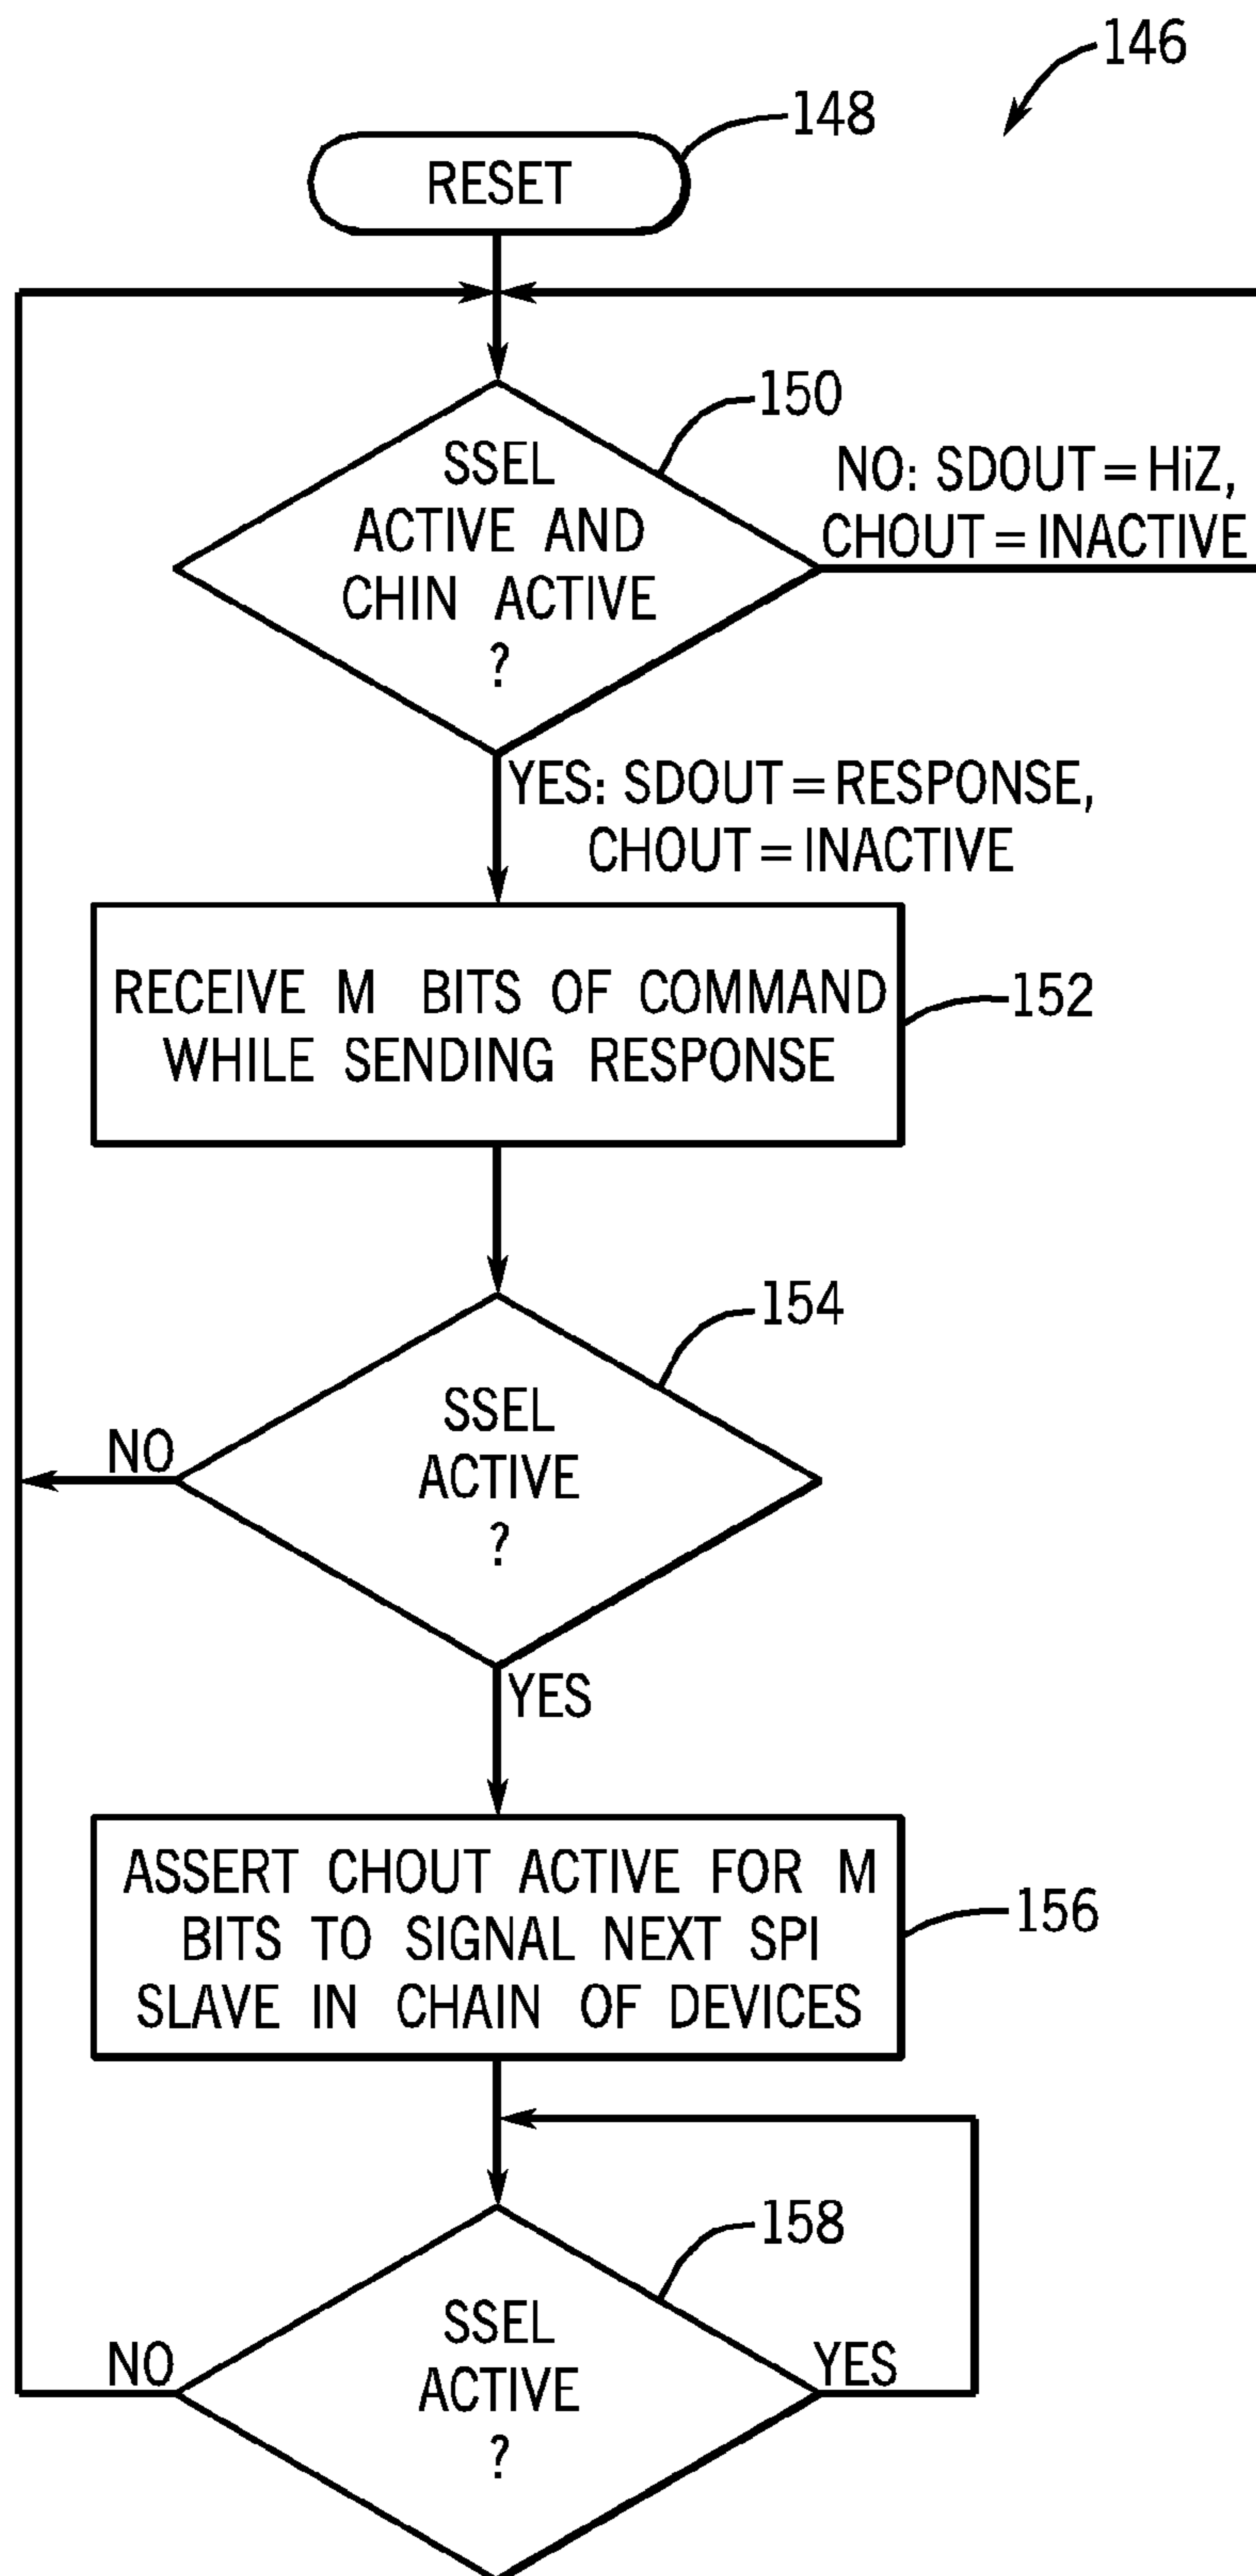 146
148
RESET
150
SSEL
ACTIVE AND
CHIN ACTIVE
?
NO: SDOUT=HiZ,
CHOUT=INACTIVE
YES: SDOUT=RESPONSE,
CHOUT=INACTIVE
RECEIVE M BITS OF COMMAND
WHILE SENDING RESPONSE
152
154
SSEL
ACTIVE
?
NO
YES
ASSERT CHOUT ACTIVE FOR M
BITS TO SIGNAL NEXT SPI
SLAVE IN CHAIN OF DEVICES
156
158
SSEL
ACTIVE
?
NO
YES